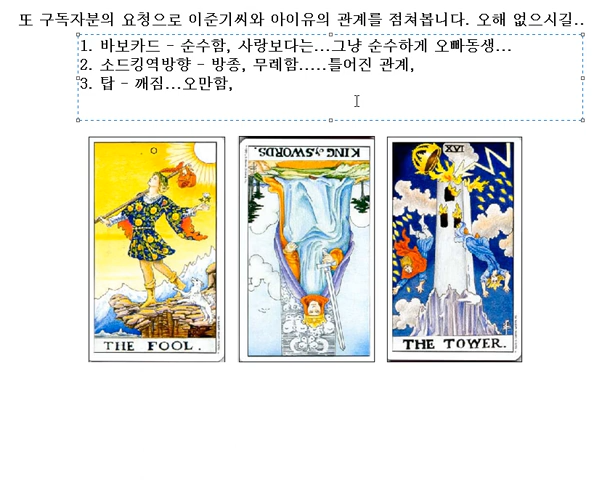 또 구독자분의 요청으로 이준기씨와 아이유의 관계를 점쳐봅니다. 오해 없으시길..
1. 바보카드 - 순수함, 사랑보다는...그냥 순수하게 오빠동생...
2. 소드킹역방향 - 방종, 무례함.....틀어진 관계,
3. 탑 - 깨짐...오만함,
0
THE FOOL.
KING of SWORDS.
XVI
THE TOWER.